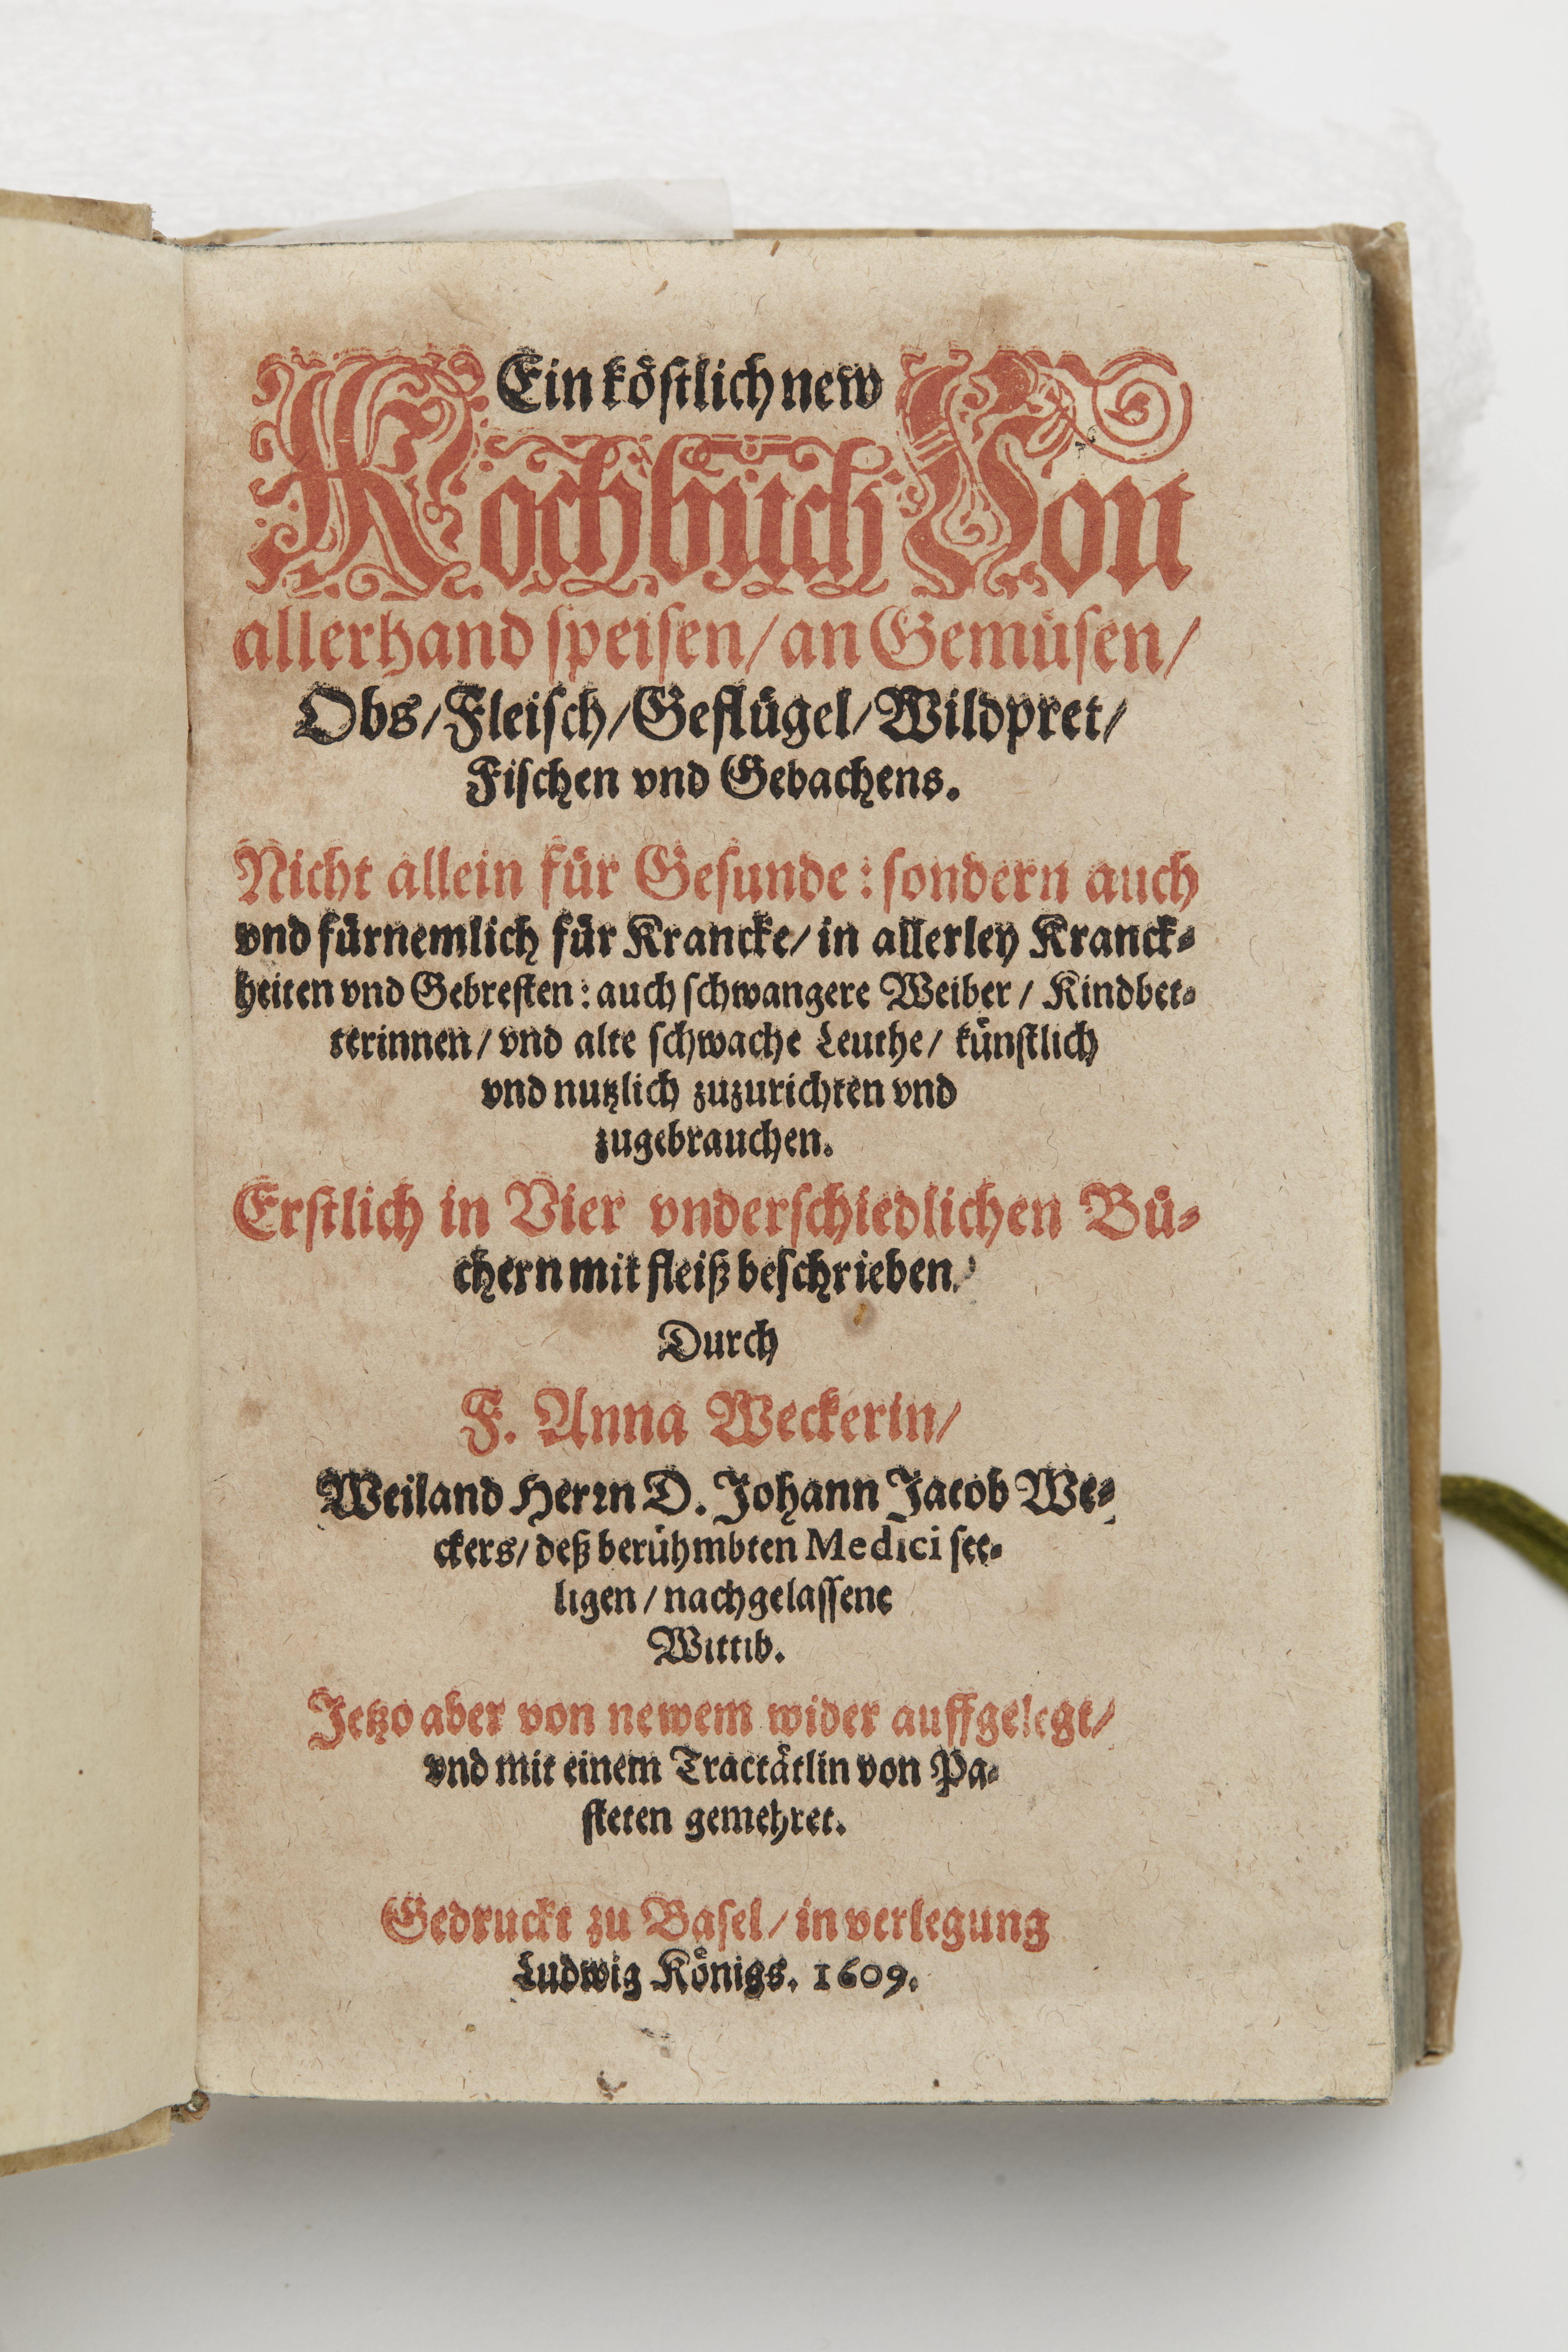 Ein köstlich new
Kochbuch Von
allerhand speisen/ an Gemüsen/
Obs/ Fleisch/ Geflügel/ Wildpret/
Fischen vnd Gebachens.
Nicht allein für Gesunde: sondern auch
vnd fürnemlich für Krancke/ in allerley Kranck-
heiten vnd Gebresten: auch schwangere Weiber/ Kindbet-
terinnen/ vnd alte schwache Leuthe/ künstlich
vnd nutzlich zuzurichten vnd
zugebrauchen.
Erstlich in Vier vnderschiedlichen Bü-
chern mit fleiß beschrieben.
Durch
F. Anna Weckerin/
Weiland Herrn D. Johann Jacob We-
ckers/ deß berühmbten Medici see-
ligen/ nachgelassene
Wittib.
Jetzo aber von newem wider auffgelegt/
vnd mit einem Tractätlin von Pa-
steten gemehret.
Gedruckt zu Basel/ in verlegung
Ludwig Königs. 1609.